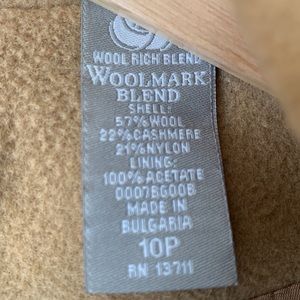 WOOL RICH BLEND
WOOLMARK
BLEND
SHELL:
57%WOOL
22%CASHMERE
21%NYLON
LINING:
100%ACETATE
0007BG00B
MADE IN
BULGARIA
10P
RN 13711